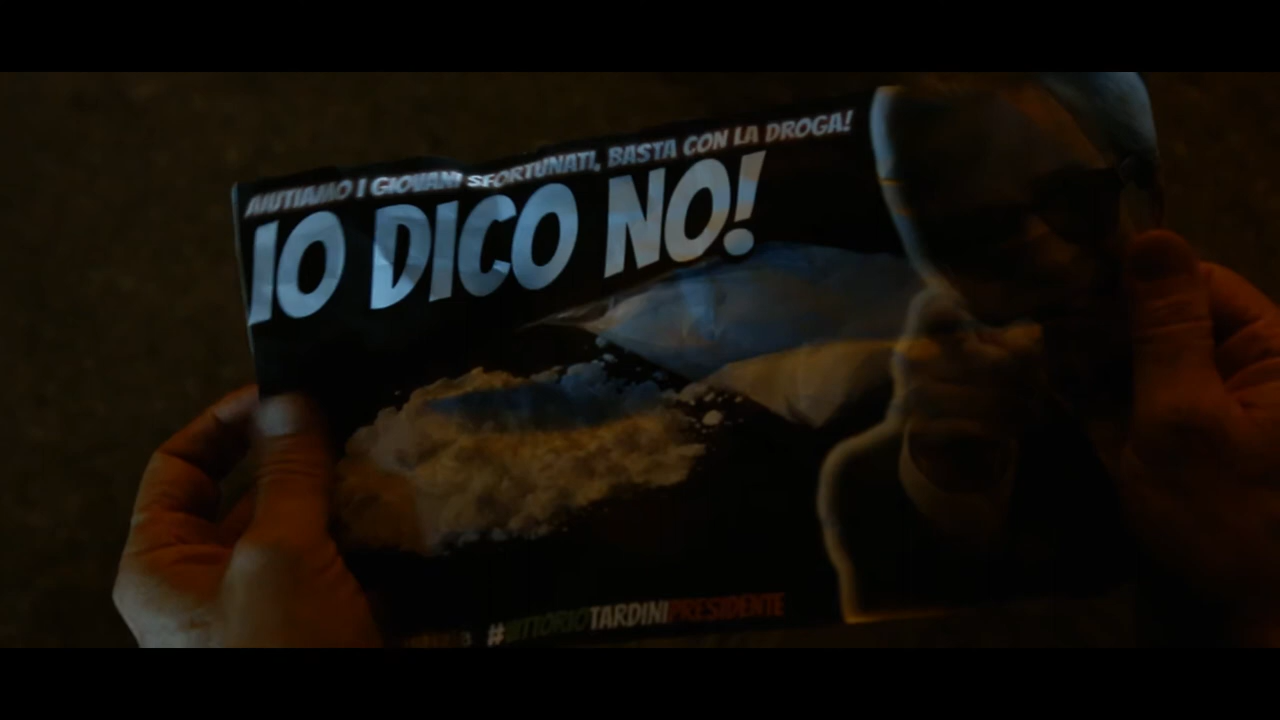 AIUTIAMO I GIOVANI SFORTUNATI, BASTA CON LA DROGA!
IO DICO NO!
#VITTORIOTARDINIPRESIDENTE